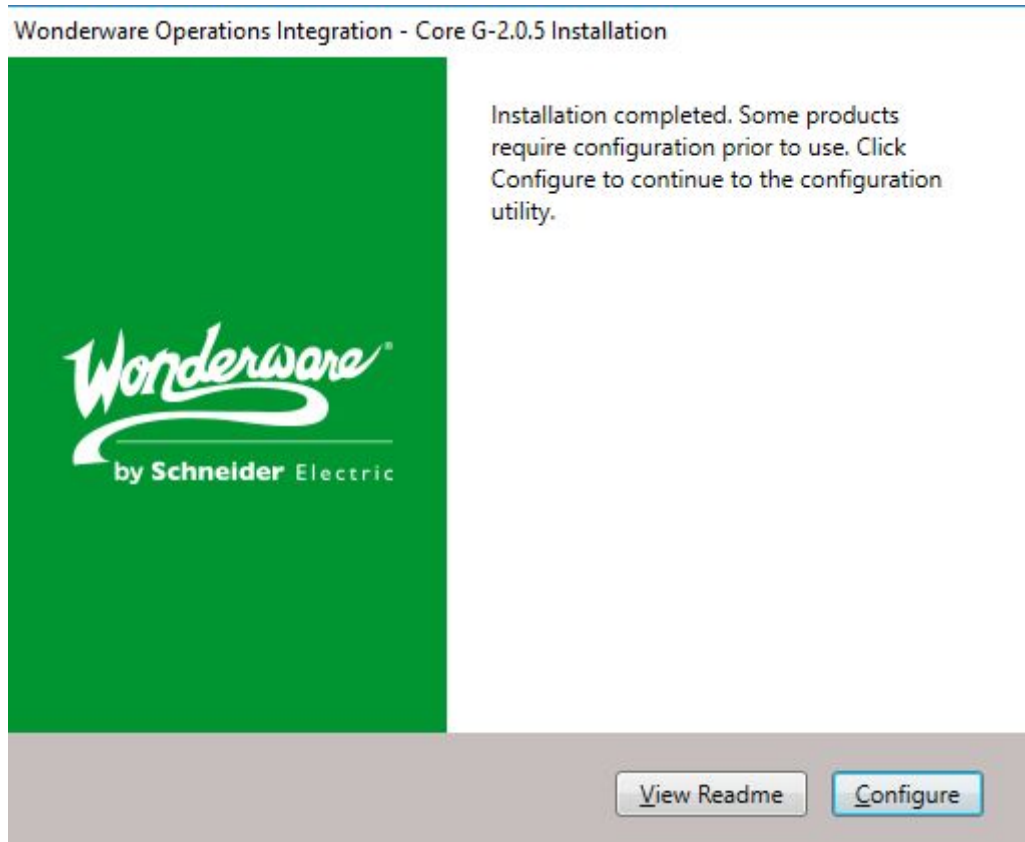 Wonderware Operations Integration - Core G-2.0.5 Installation
Installation completed. Some products
require configuration prior to use. Click
Configure to continue to the configuration
utility.
Wonderware®
by Schneider Electric
View Readme
Configure